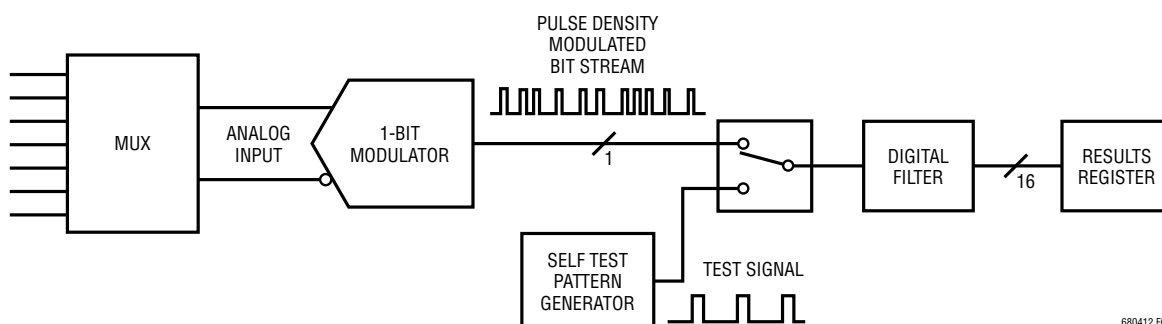 PULSE DENSITY
MODULATED
BIT STREAM
MUX
ANALOG
INPUT
1-BIT
MODULATOR
1
DIGITAL
FILTER
16
RESULTS
REGISTER
SELF TEST
PATTERN
GENERATOR
TEST SIGNAL